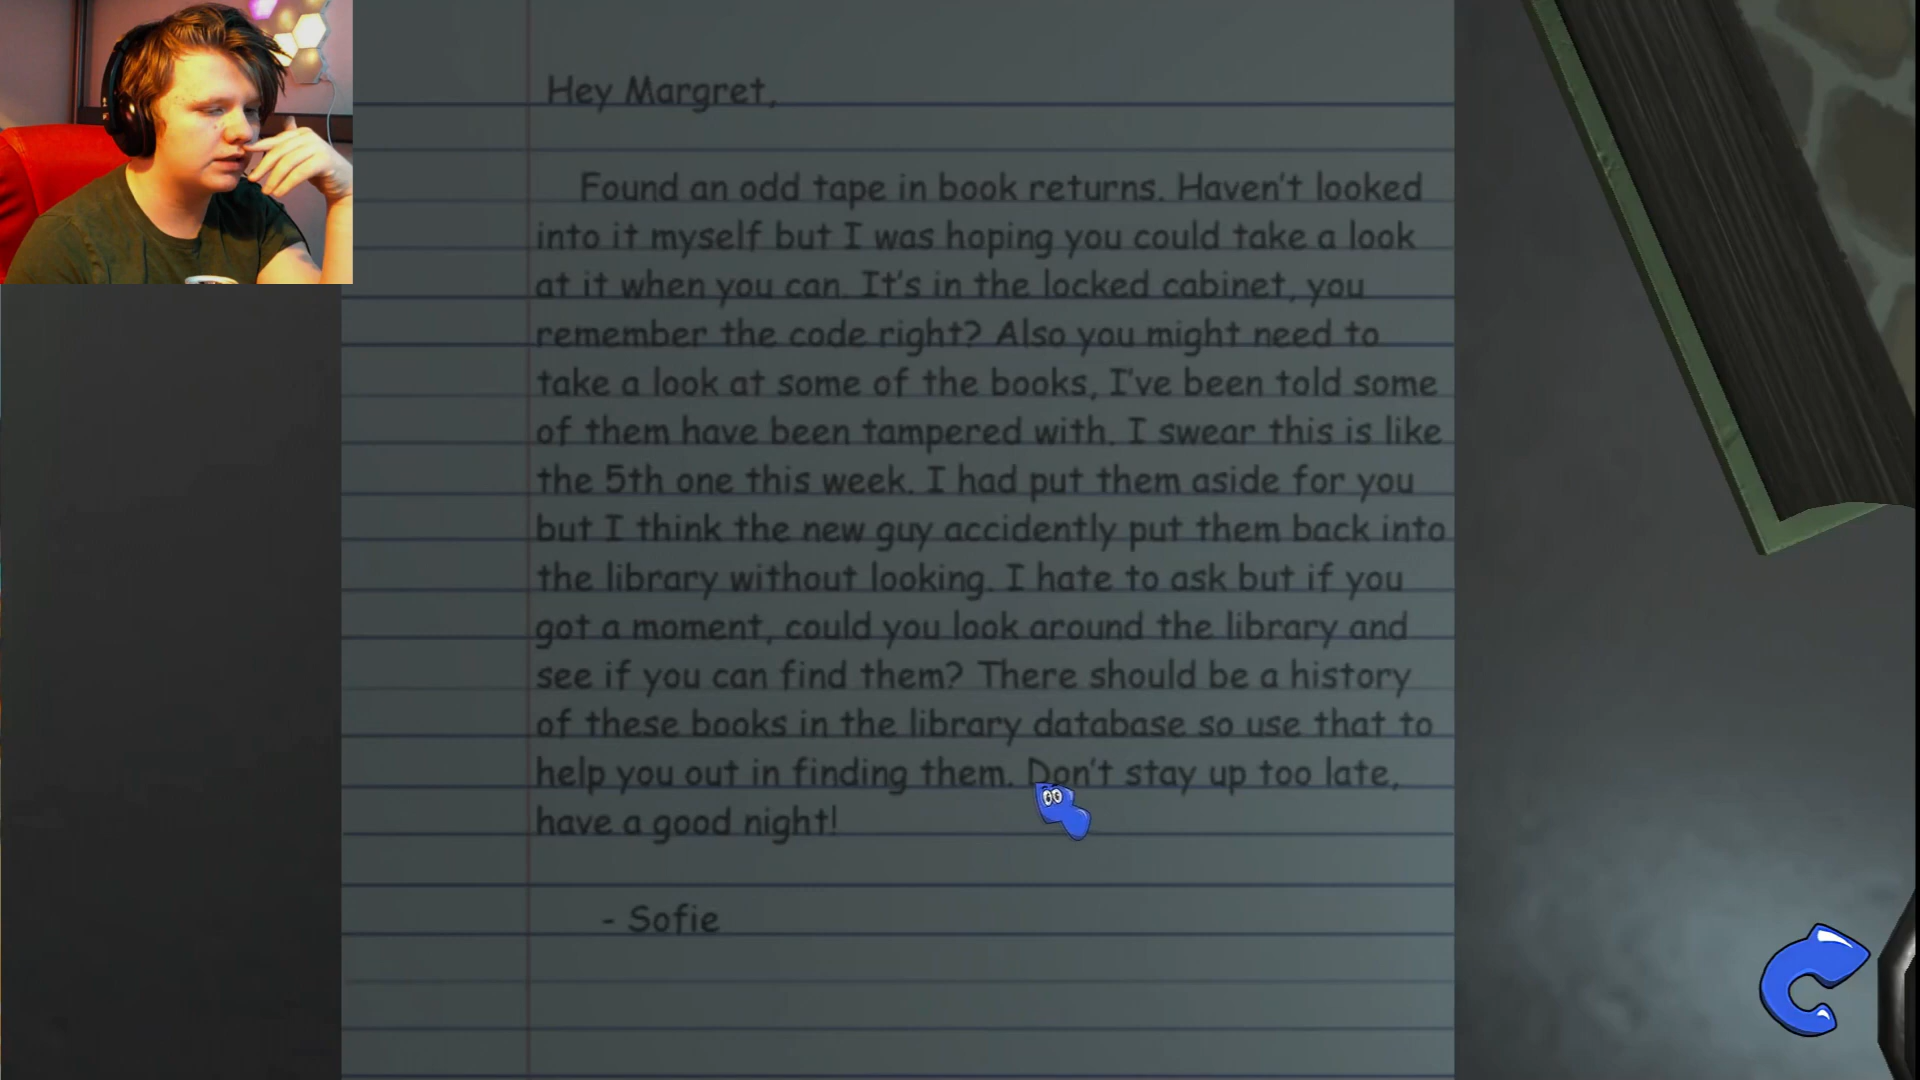 Hey Margret,
Found an odd tape in book returns. Haven't looked
into it myself but I was hoping you could take a look
at it when you can. It's in the locked cabinet, you
remember the code right? Also you might need to
take a look at some of the books, I've been told some
of them have been tampered with. I swear this is like
the 5th one this week. I had put them aside for you
but I think the new guy accidently put them back into
the library without looking. I hate to ask but if you
got a moment, could you look around the library and
see if you can find them? There should be a history
of these books in the library database so use that to
help you out in finding them. Don't stay up too late,
have a good night!
- Sofie